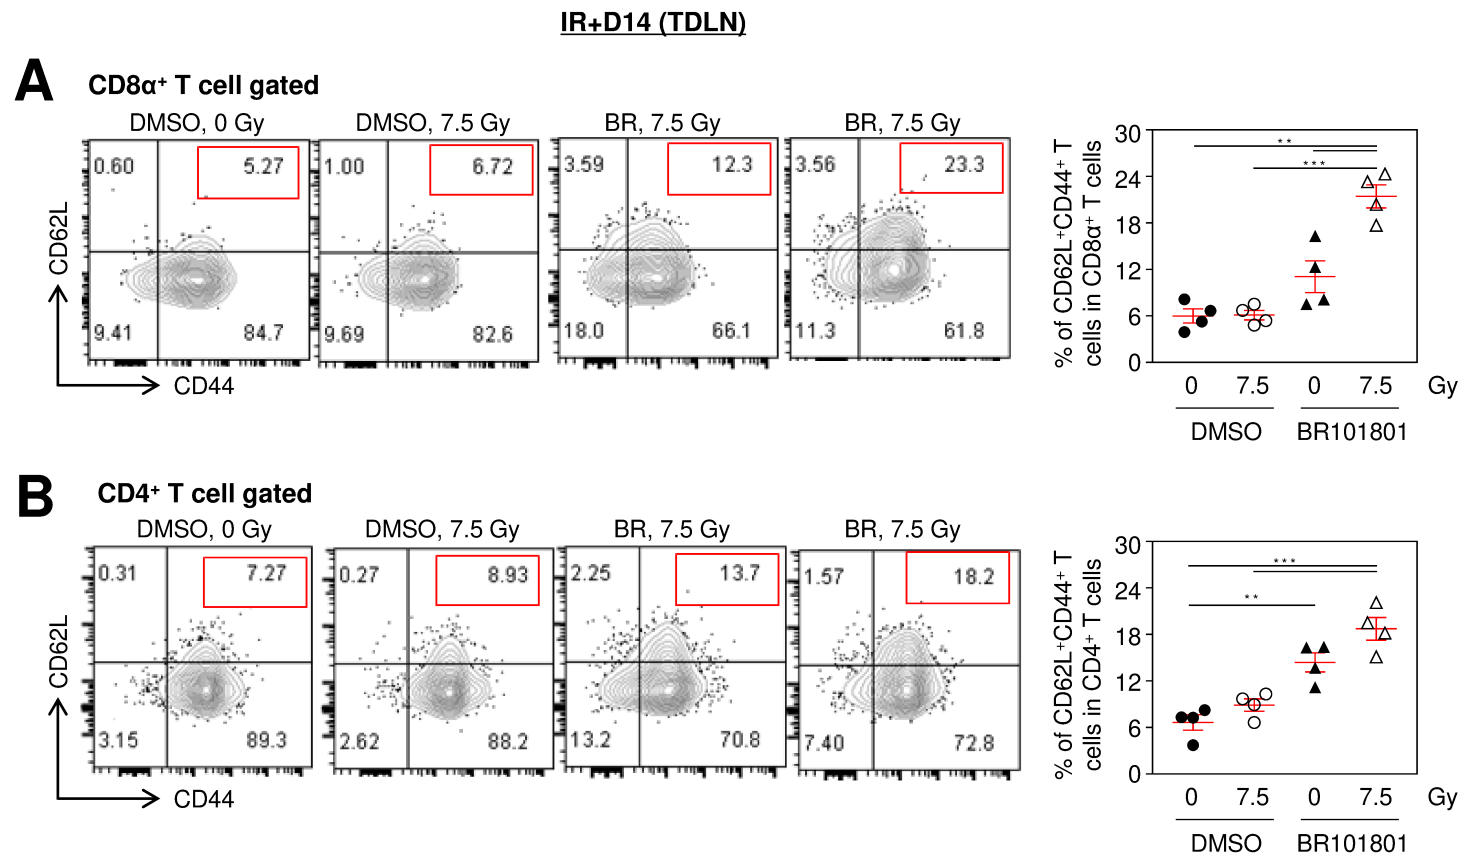 IR+D14 (TDLN)
A
CD8α⁺ T cell gated
DMSO, 0 Gy
DMSO, 7.5 Gy
BR, 7.5 Gy
BR, 7.5 Gy
0.60
5.27
1.00
6.72
3.59
12.3
3.56
23.3
9.41
84.7
9.69
82.6
18.0
66.1
11.3
61.8
CD62L
CD44
% of CD62L⁺CD44⁺ T
cells in CD8α⁺ T cells
30
24
18
12
6
0
**
***
0
7.5
0
7.5
Gy
DMSO
BR101801
B
CD4⁺ T cell gated
DMSO, 0 Gy
DMSO, 7.5 Gy
BR, 7.5 Gy
BR, 7.5 Gy
0.31
7.27
0.27
8.93
2.25
13.7
1.57
18.2
3.15
89.3
2.62
88.2
13.2
70.8
7.40
72.8
CD62L
CD44
% of CD62L⁺CD44⁺ T
cells in CD4⁺ T cells
30
24
18
12
6
0
***
**
0
7.5
0
7.5
Gy
DMSO
BR101801